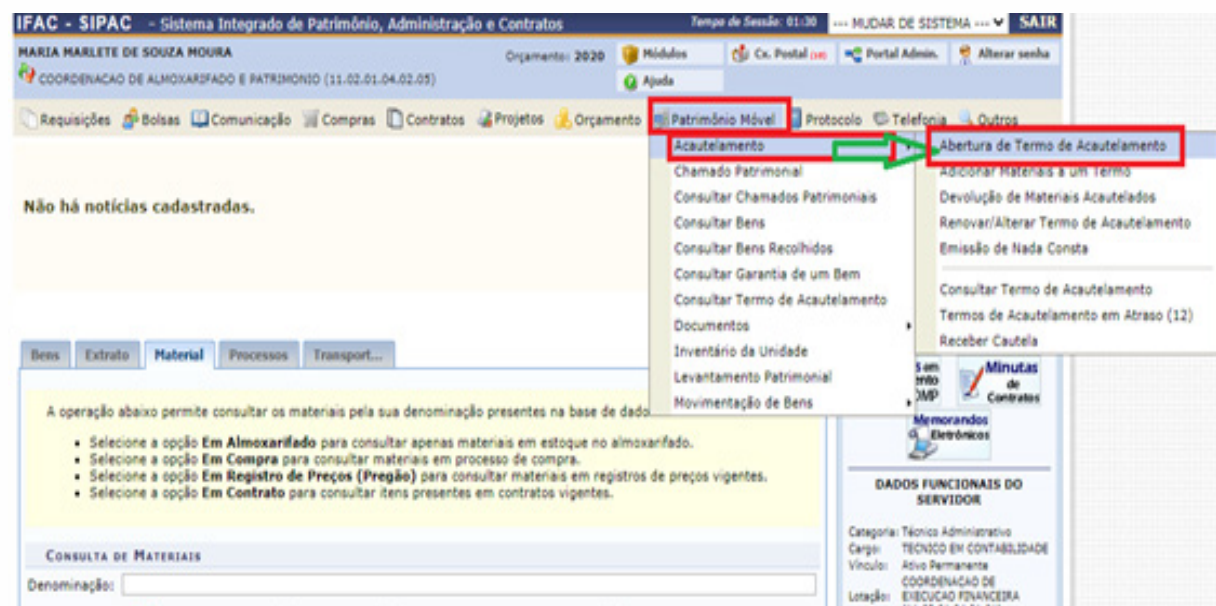 IFAC - SIPAC - Sistema Integrado de Patrimônio, Administração e Contratos
Tempo de Sessão: 01:30
--- MUDAR DE SISTEMA ---
SAIR
MARIA MARLETE DE SOUZA MOURA
Orçamento: 2020
Módulos
Cx. Postal
Portal Admin.
Alterar senha
COORDENACAO DE ALMOXARIFADO E PATRIMONIO (11.02.01.04.02.05)
Ajuda
Requisições Bolsas Comunicação Compras Contratos Projetos Orçamento Patrimônio Móvel Protocolo Telefonia Outros
Acautelamento
Chamado Patrimonial
Consultar Chamados Patrimoniais
Consultar Bens
Consultar Bens Recolhidos
Consultar Garantia de um Bem
Consultar Termo de Acautelamento
Documentos
Inventário da Unidade
Levantamento Patrimonial
Movimentação de Bens
Abertura de Termo de Acautelamento
Adicionar Materiais a um Termo
Devolução de Materiais Acautelados
Renovar/Alterar Termo de Acautelamento
Emissão de Nada Consta
Consultar Termo de Acautelamento
Termos de Acautelamento em Atraso (12)
Receber Cautela
Não há notícias cadastradas.
Bens Extrato Material Processos Transport...
A operação abaixo permite consultar os materiais pela sua denominação presentes na base de dado
Selecione a opção Em Almoxarifado para consultar apenas materiais em estoque no almoxarifado.
Selecione a opção Em Compra para consultar materiais em processo de compra.
Selecione a opção Em Registro de Preços (Pregão) para consultar materiais em registros de preços vigentes.
Selecione a opção Em Contrato para consultar itens presentes em contratos vigentes.
CONSULTA DE MATERIAIS
Denominação:
Minutas
de
Contratos
Memorandos
Eletrônicos
DADOS FUNCIONAIS DO
SERVIDOR
Categoria: Técnico Administrativo
Cargo: TECNICO EM CONTABILIDADE
Vínculo: Ativo Permanente
COORDENACAO DE
Lotação: EXECUCAO FINANCEIRA